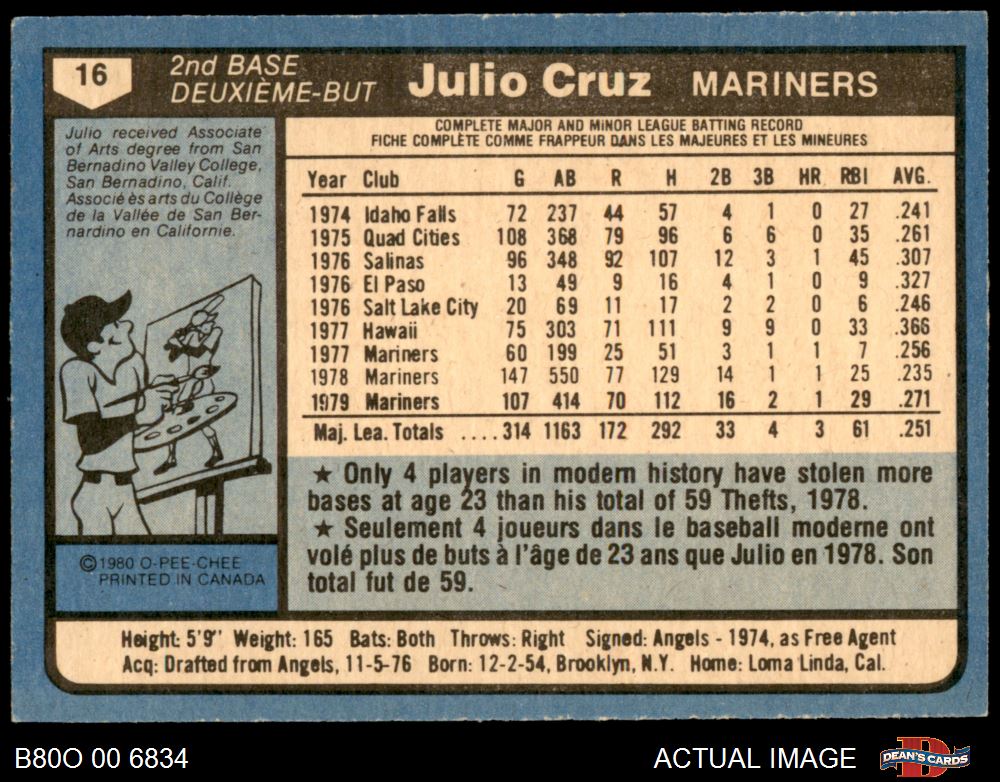 16
2nd BASE
DEUXIÈME-BUT
Julio Cruz
MARINERS
Julio received Associate
of Arts degree from San
Bernadino Valley College,
San Bernadino, Calif.
Associé ès arts du Collège
de la Vallée de San Ber-
nardino en Californie.
©1980 O-PEE-CHEE
PRINTED IN CANADA
COMPLETE MAJOR AND MINOR LEAGUE BATTING RECORD
FICHE COMPLÈTE COMME FRAPPEUR DANS LES MAJEURES ET LES MINEURES
Year Club G AB R H 2B 3B HR RBI AVG.
1974 Idaho Falls 72 237 44 57 4 1 0 27 .241
1975 Quad Cities 108 368 79 96 6 6 0 35 .261
1976 Salinas 96 348 92 107 12 3 1 45 .307
1976 El Paso 13 49 9 16 4 1 0 9 .327
1976 Salt Lake City 20 69 11 17 2 2 0 6 .246
1977 Hawaii 75 303 71 111 9 9 0 33 .366
1977 Mariners 60 199 25 51 3 1 1 7 .256
1978 Mariners 147 550 77 129 14 1 1 25 .235
1979 Mariners 107 414 70 112 16 2 1 29 .271
Maj. Lea. Totals ....314 1163 172 292 33 4 3 61 .251
★ Only 4 players in modern history have stolen more
bases at age 23 than his total of 59 Thefts, 1978.
★ Seulement 4 joueurs dans le baseball moderne ont
volé plus de buts à l'âge de 23 ans que Julio en 1978. Son
total fut de 59.
Height: 5'9" Weight: 165 Bats: Both Throws: Right Signed: Angels - 1974, as Free Agent
Acq: Drafted from Angels, 11-5-76 Born: 12-2-54, Brooklyn, N.Y. Home: Loma Linda, Cal.
B80O 00 6834
ACTUAL IMAGE
DEAN'S CARDS